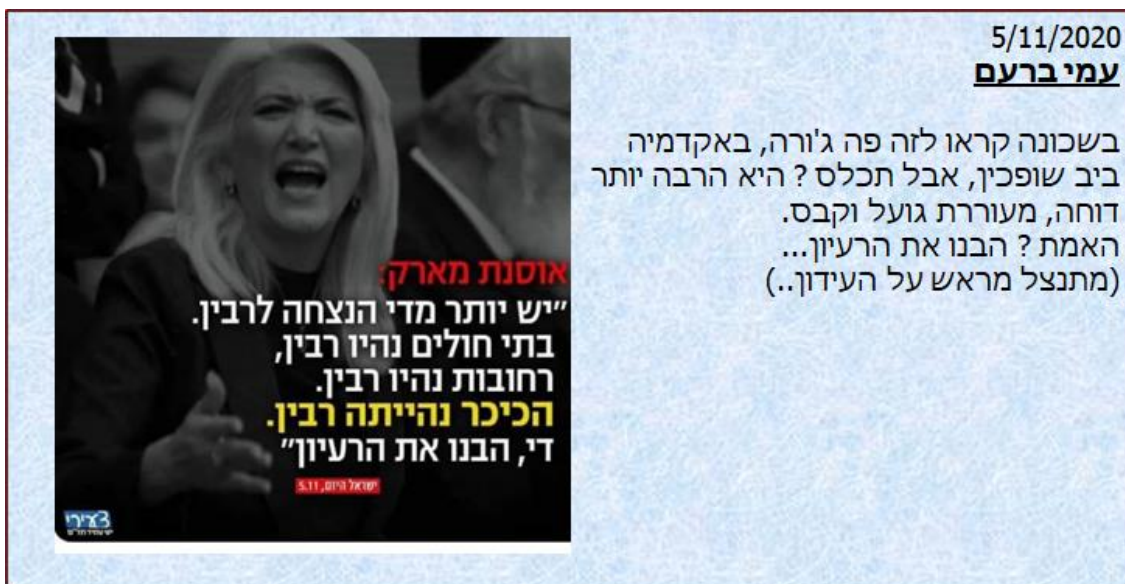 5/11/2020
עמי ברעם
בשכונה קראו לזה פה ג'ורה, באקדמיה
ביב שופכין, אבל תכלס ? היא הרבה יותר
דוחה, מעוררת גועל וקבס.
האמת ? הבנו את הרעיון...
(מתנצל מראש על העידון..)
אוסנת מארק:
"יש יותר מדי הנצחה לרבין.
בתי חולים נהיו רבין,
רחובות נהיו רבין.
הכיכר נהייתה רבין.
די, הבנו את הרעיון"
ישראל היום, 5.11
צעירי